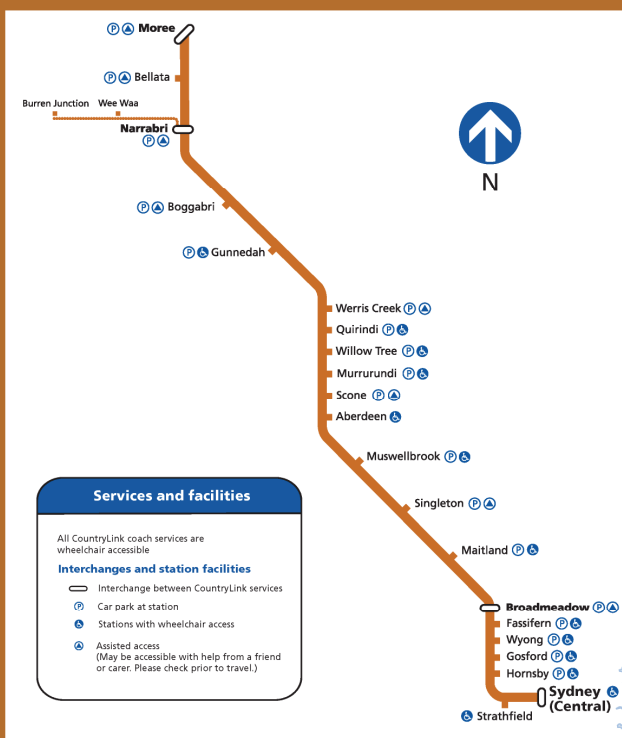 Moree
Bellata
Burren Junction
Wee Waa
Narrabri
N
Boggabri
Gunnedah
Werris Creek
Quirindi
Willow Tree
Murrurundi
Scone
Aberdeen
Muswellbrook
Singleton
Maitland
Broadmeadow
Fassifern
Wyong
Gosford
Hornsby
Sydney
(Central)
Strathfield
Services and facilities
All CountryLink coach services are
wheelchair accessible
Interchanges and station facilities
Interchange between CountryLink services
P Car park at station
Stations with wheelchair access
Assisted access
(May be accessible with help from a friend
or carer. Please check prior to travel.)